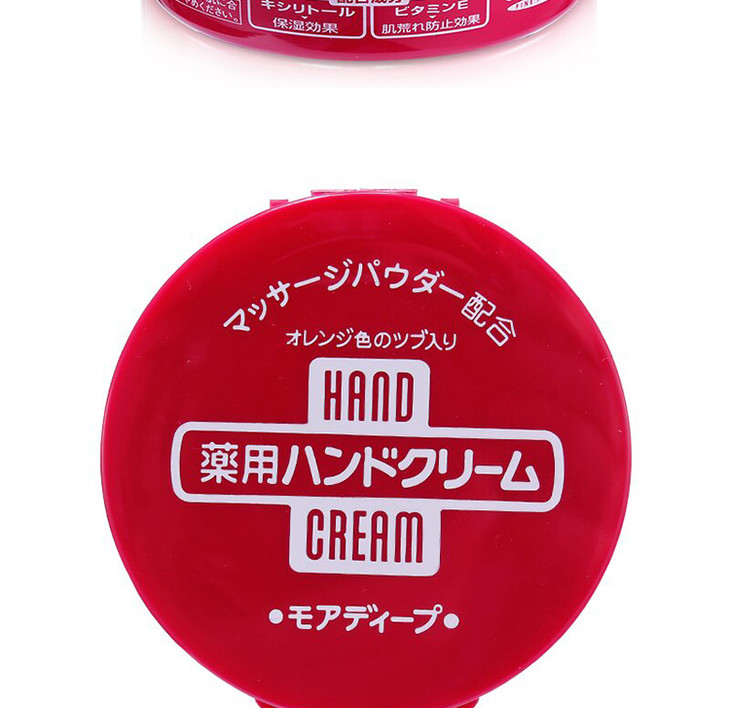 キシリトール
ビタミンE
保湿効果
肌荒れ防止効果
マッサージパウダー配合
オレンジ色のツブ入り
HAND
薬用ハンドクリーム
CREAM
•モアディープ•